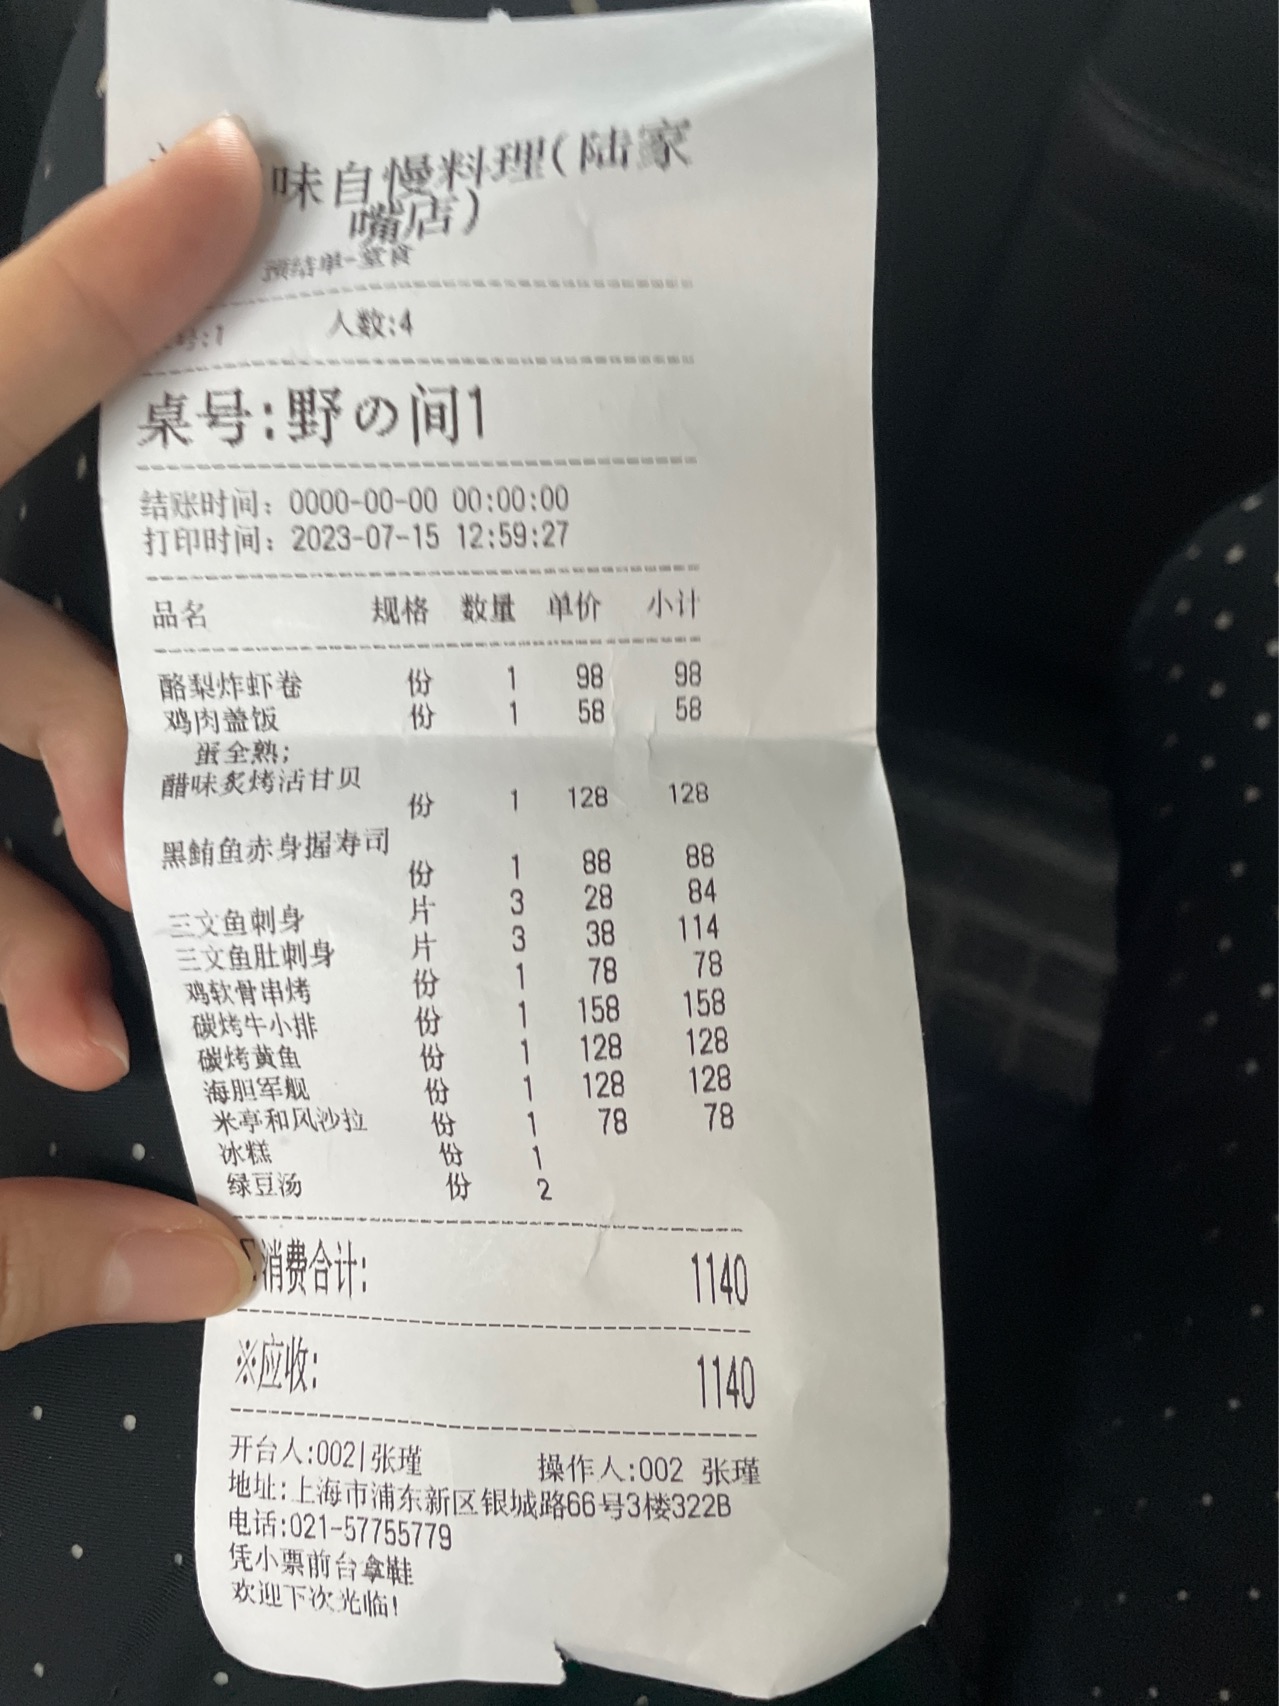 味自慢料理(陆家
嘴店)
预结单-堂食
号:1 人数:4
桌号:野の间1
结账时间: 0000-00-00 00:00:00
打印时间: 2023-07-15 12:59:27
品名 规格 数量 单价 小计
酪梨炸虾卷 份 1 98 98
鸡肉盖饭 份 1 58 58
蛋全熟;
醋味炙烤活甘贝
份 1 128 128
黑鲔鱼赤身握寿司
份 1 88 88
三文鱼刺身 片 3 28 84
三文鱼肚刺身 片 3 38 114
鸡软骨串烤 份 1 78 78
碳烤牛小排 份 1 158 158
碳烤黄鱼 份 1 128 128
海胆军舰 份 1 128 128
米亭和风沙拉 份 1 78 78
冰糕 份 1
绿豆汤 份 2
消费合计: 1140
※应收: 1140
开台人:002|张瑾 操作人:002 张瑾
地址:上海市浦东新区银城路66号3楼322B
电话:021-57755779
凭小票前台拿鞋
欢迎下次光临!